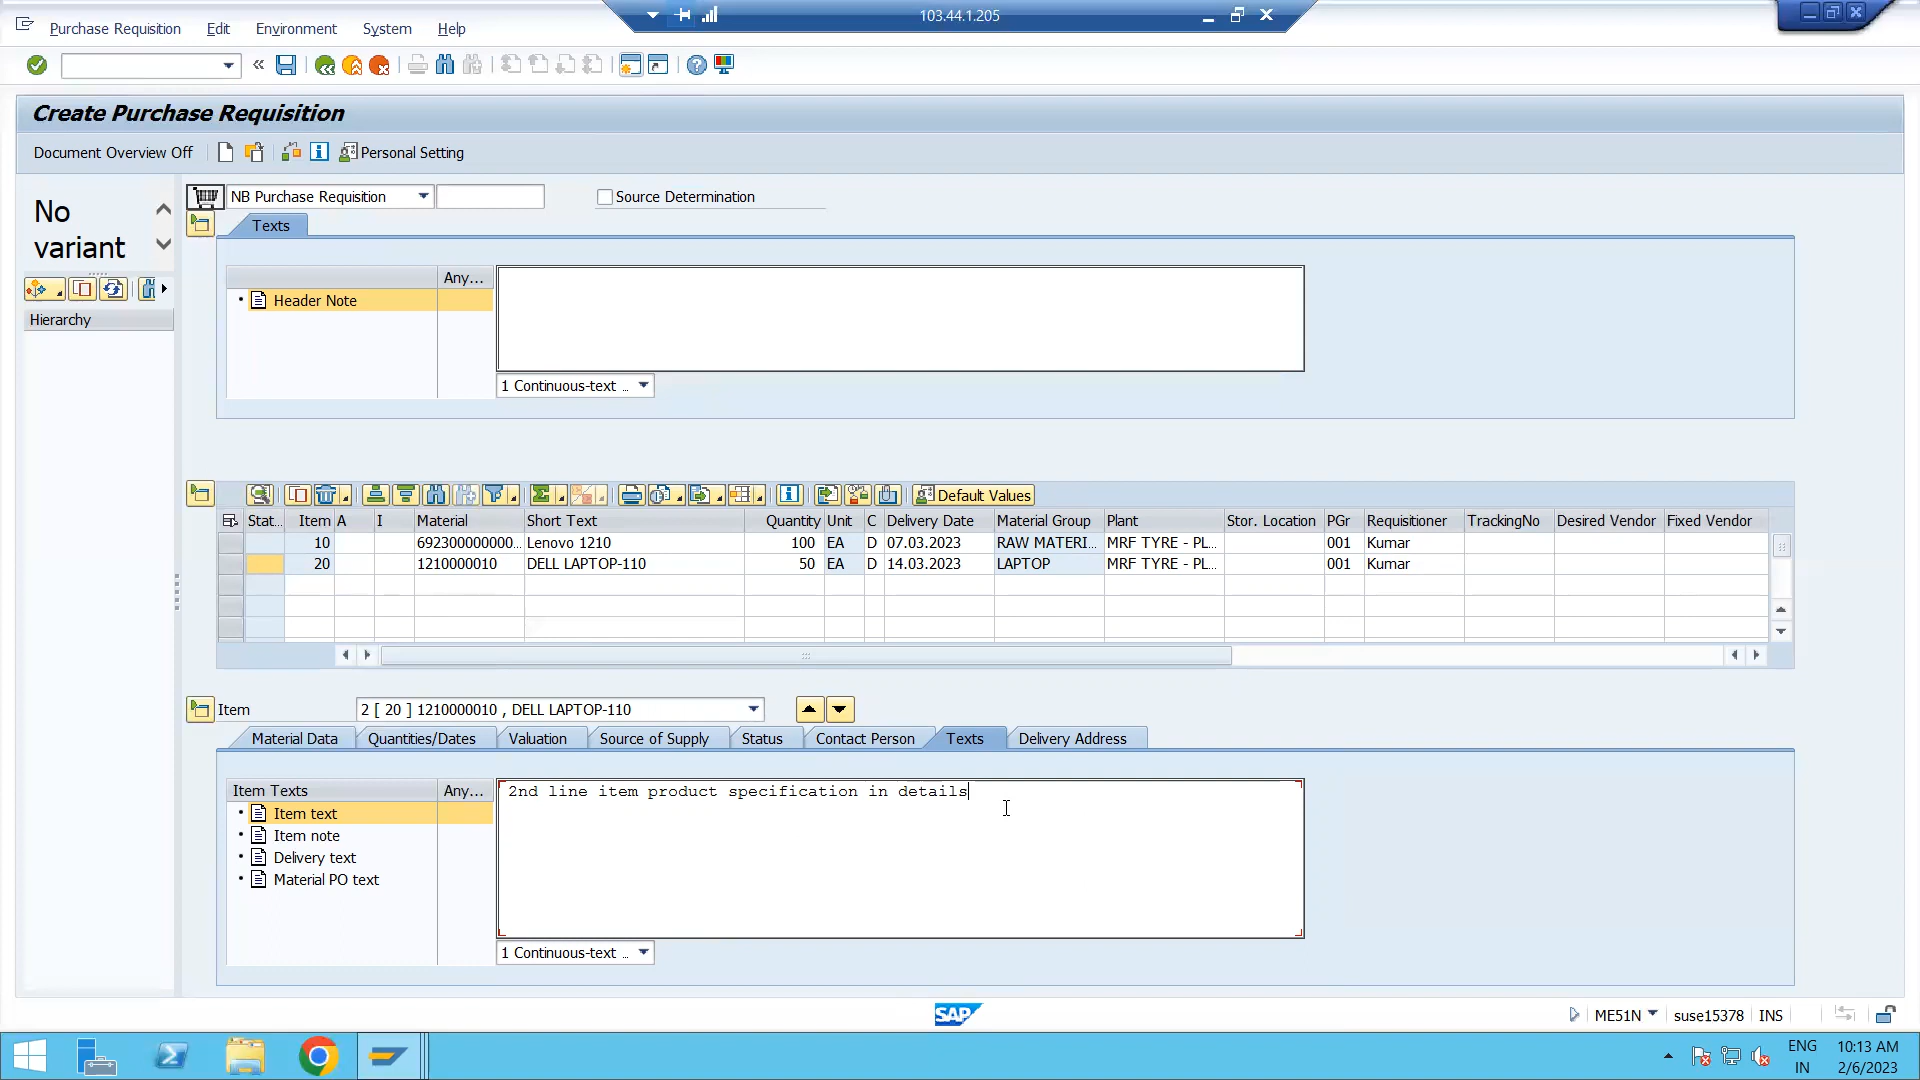 103.44.1.205
Purchase Requisition Edit Environment System Help
Create Purchase Requisition
Document Overview Off Personal Setting
No variant
NB Purchase Requisition Source Determination
Texts
Any...
Header Note
1 Continuous-text ..
Hierarchy
Default Values
Stat... Item A I Material Short Text Quantity Unit C Delivery Date Material Group Plant Stor. Location PGr Requisitioner TrackingNo Desired Vendor Fixed Vendor
10 692300000000... Lenovo 1210 100 EA D 07.03.2023 RAW MATERI... MRF TYRE - PL... 001 Kumar
20 1210000010 DELL LAPTOP-110 50 EA D 14.03.2023 LAPTOP MRF TYRE - PL... 001 Kumar
Item 2 [ 20 ] 1210000010 , DELL LAPTOP-110
Material Data Quantities/Dates Valuation Source of Supply Status Contact Person Texts Delivery Address
Item Texts Any...
Item text
Item note
Delivery text
Material PO text
2nd line item product specification in details
1 Continuous-text ..
SAP
ME51N suse15378 INS
ENG
IN
10:13 AM
2/6/2023